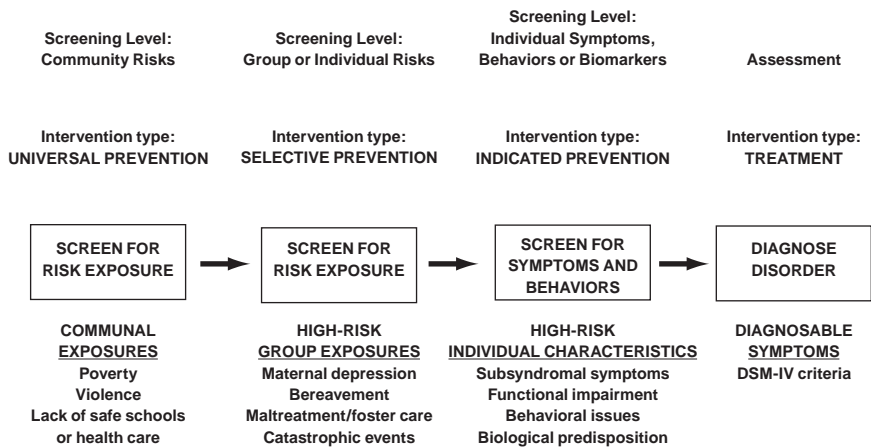 Screening Level:
Community Risks
Screening Level:
Group or Individual Risks
Screening Level:
Individual Symptoms,
Behaviors or Biomarkers
Assessment
Intervention type:
UNIVERSAL PREVENTION
Intervention type:
SELECTIVE PREVENTION
Intervention type:
INDICATED PREVENTION
Intervention type:
TREATMENT
SCREEN FOR
RISK EXPOSURE
SCREEN FOR
RISK EXPOSURE
SCREEN FOR
SYMPTOMS AND
BEHAVIORS
DIAGNOSE
DISORDER
COMMUNAL
EXPOSURES
Poverty
Violence
Lack of safe schools
or health care
HIGH-RISK
GROUP EXPOSURES
Maternal depression
Bereavement
Maltreatment/foster care
Catastrophic events
HIGH-RISK
INDIVIDUAL CHARACTERISTICS
Subsyndromal symptoms
Functional impairment
Behavioral issues
Biological predisposition
DIAGNOSABLE
SYMPTOMS
DSM-IV criteria